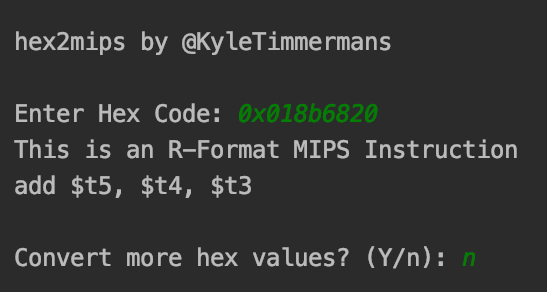 hex2mips by @KyleTimmermans
Enter Hex Code: 0x018b6820
This is an R-Format MIPS Instruction
add $t5, $t4, $t3
Convert more hex values? (Y/n): n